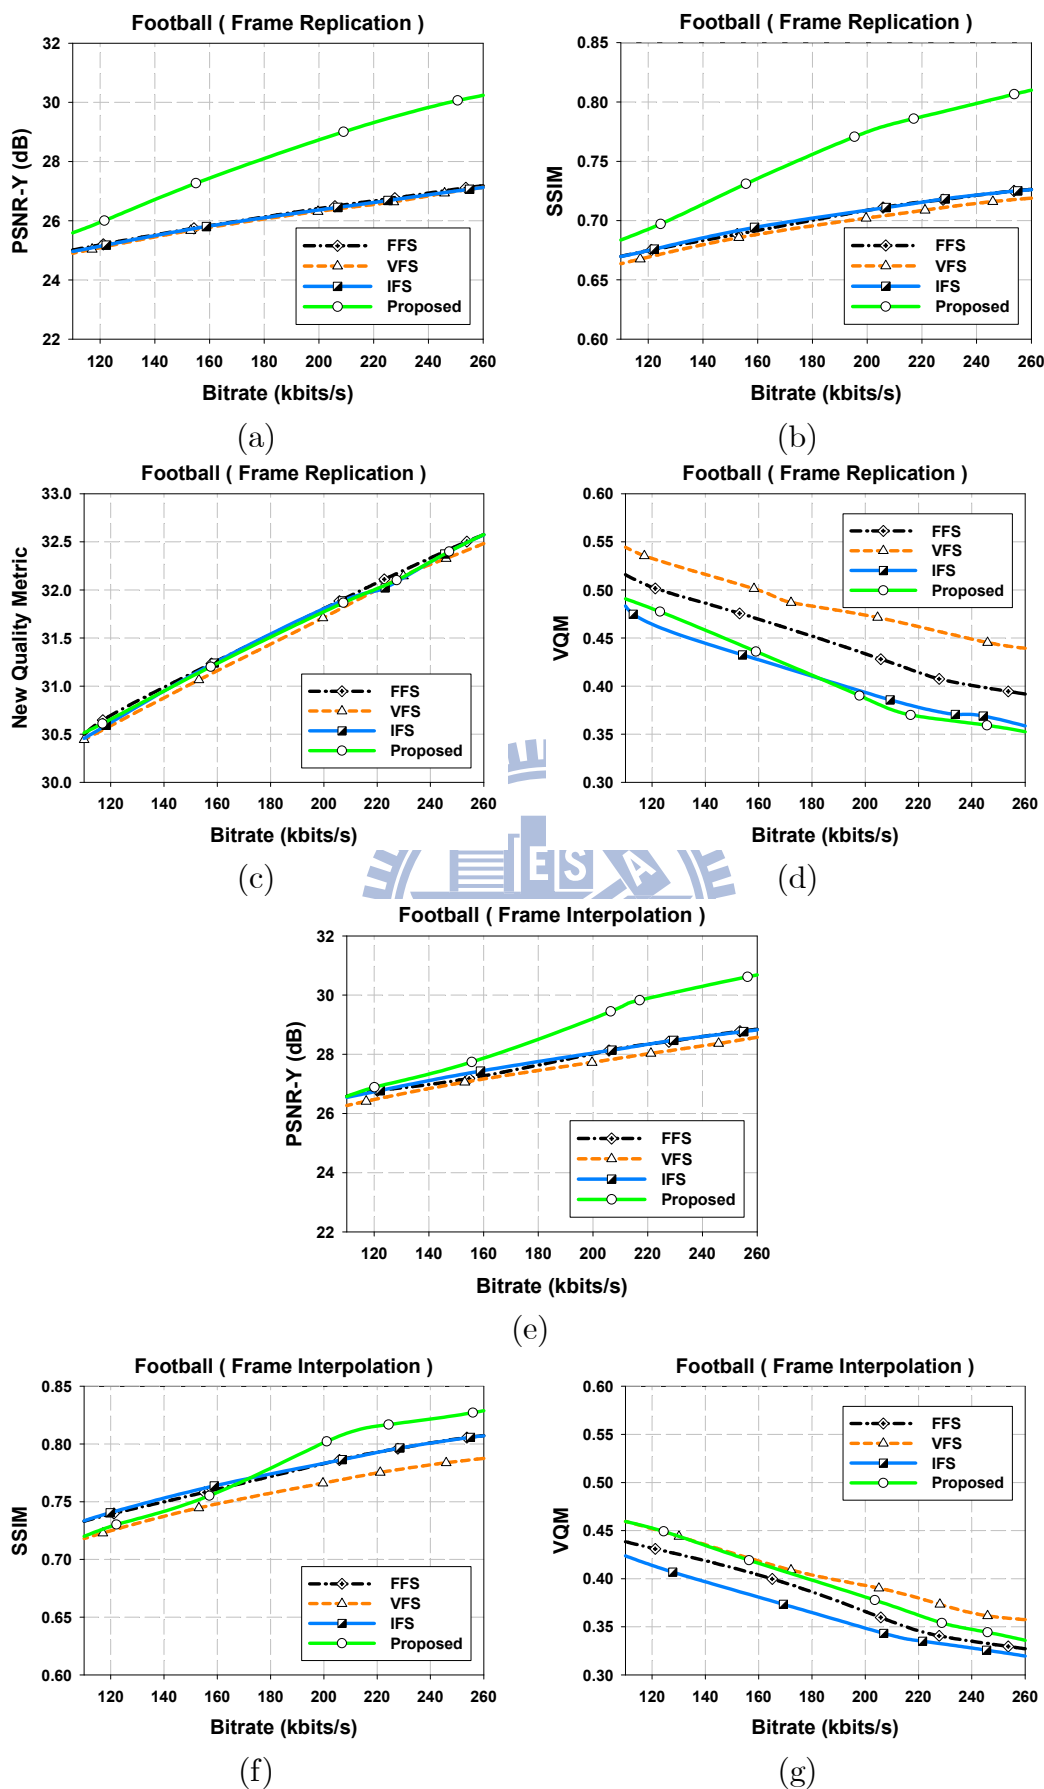 Football ( Frame Replication )
PSNR-Y (dB)
32
30
28
26
24
22
120 140 160 180 200 220 240 260
Bitrate (kbits/s)
FFS
VFS
IFS
Proposed
(a)
Football ( Frame Replication )
SSIM
0.85
0.80
0.75
0.70
0.65
0.60
120 140 160 180 200 220 240 260
Bitrate (kbits/s)
FFS
VFS
IFS
Proposed
(b)
Football ( Frame Replication )
New Quality Metric
33.0
32.5
32.0
31.5
31.0
30.5
30.0
120 140 160 180 200 220 240 260
Bitrate (kbits/s)
FFS
VFS
IFS
Proposed
(c)
Football ( Frame Replication )
VQM
0.60
0.55
0.50
0.45
0.40
0.35
0.30
120 140 160 180 200 220 240 260
Bitrate (kbits/s)
FFS
VFS
IFS
Proposed
(d)
E
E S A
Football ( Frame Interpolation )
PSNR-Y (dB)
32
30
28
26
24
22
120 140 160 180 200 220 240 260
Bitrate (kbits/s)
FFS
VFS
IFS
Proposed
(e)
Football ( Frame Interpolation )
SSIM
0.85
0.80
0.75
0.70
0.65
0.60
120 140 160 180 200 220 240 260
Bitrate (kbits/s)
FFS
VFS
IFS
Proposed
(f)
Football ( Frame Interpolation )
VQM
0.60
0.55
0.50
0.45
0.40
0.35
0.30
120 140 160 180 200 220 240 260
Bitrate (kbits/s)
FFS
VFS
IFS
Proposed
(g)